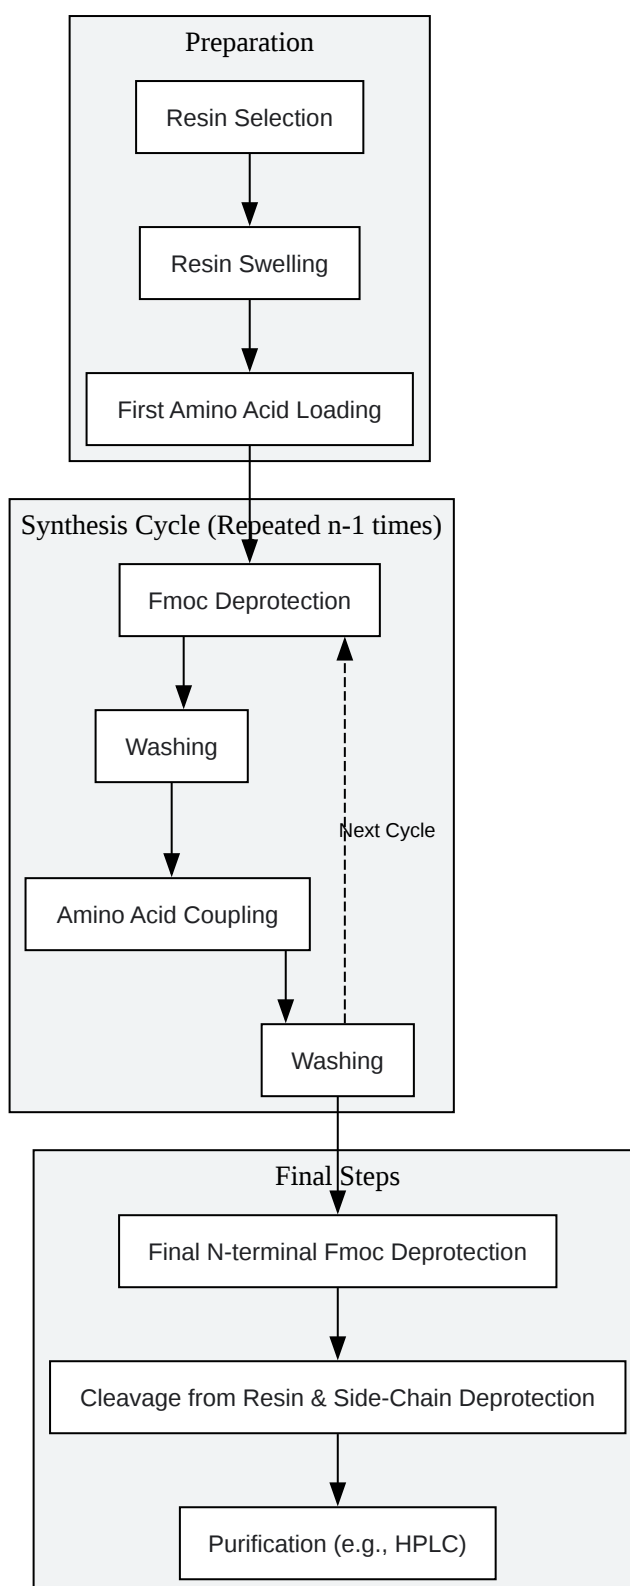 Preparation
Resin Selection
Resin Swelling
First Amino Acid Loading
Synthesis Cycle (Repeated n-1 times)
Fmoc Deprotection
Washing
Next Cycle
Amino Acid Coupling
Washing
Final Steps
Final N-terminal Fmoc Deprotection
Cleavage from Resin & Side-Chain Deprotection
Purification (e.g., HPLC)